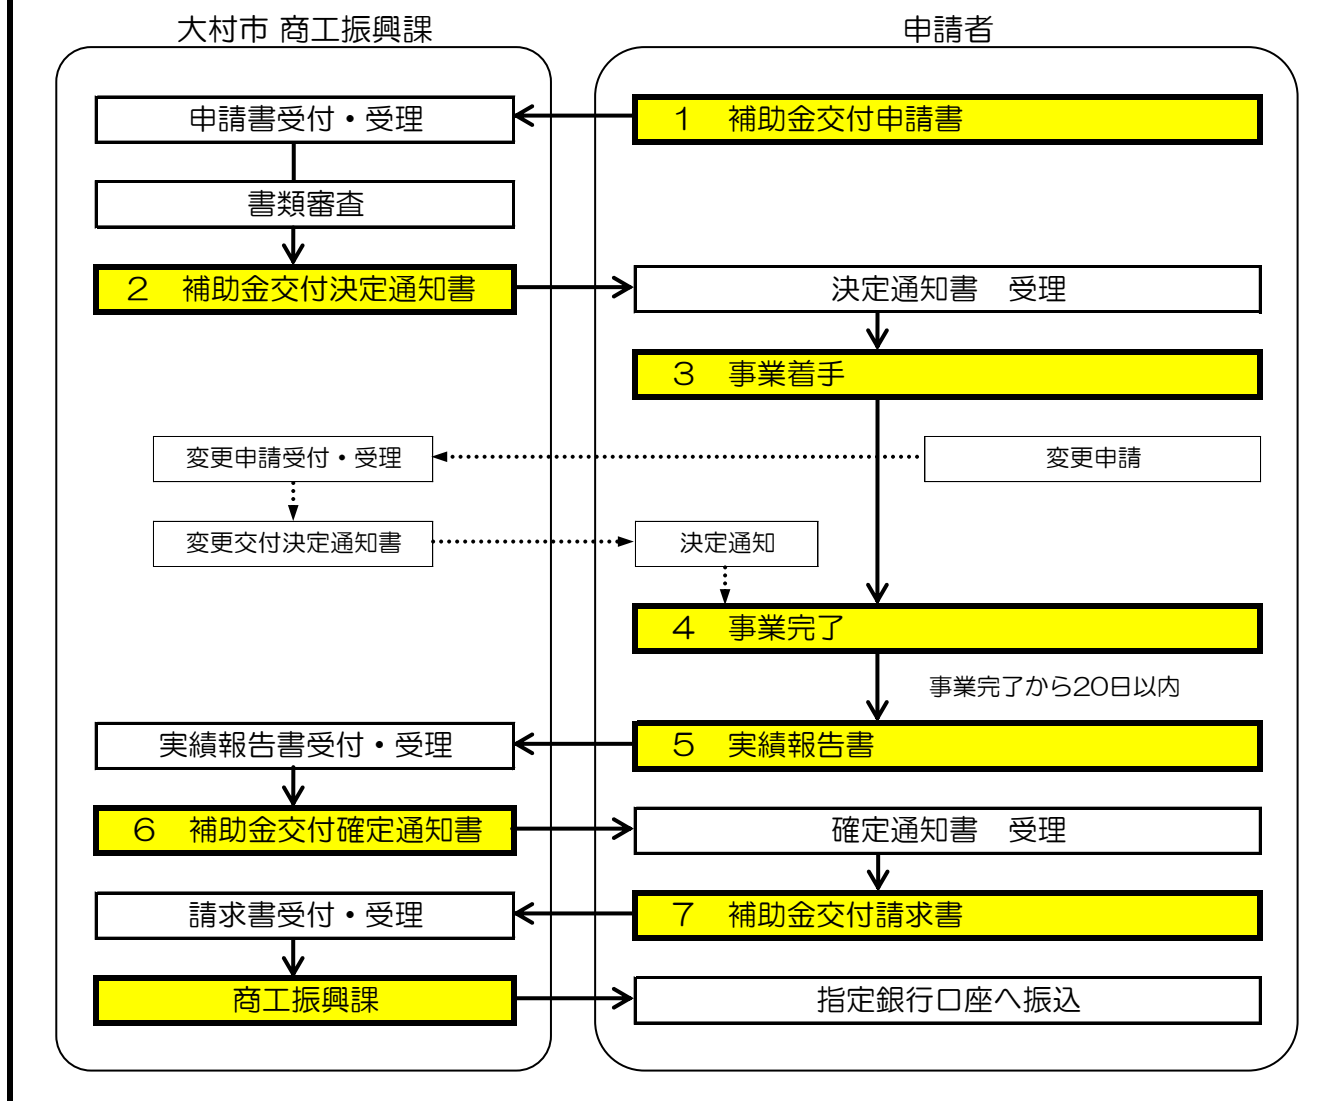 大村市 商工振興課
申請者
申請書受付・受理
1 補助金交付申請書
書類審査
2 補助金交付決定通知書
決定通知書 受理
3 事業着手
変更申請受付・受理
変更申請
変更交付決定通知書
決定通知
4 事業完了
事業完了から20日以内
実績報告書受付・受理
5 実績報告書
6 補助金交付確定通知書
確定通知書 受理
請求書受付・受理
7 補助金交付請求書
商工振興課
指定銀行口座へ振込